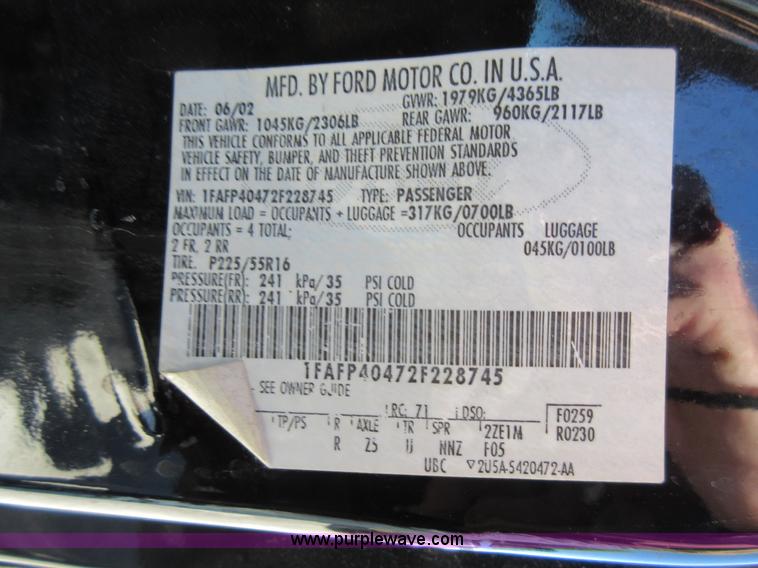 MFD. BY FORD MOTOR CO. IN U.S.A.
DATE: 06/02 GVWR: 1979KG/4365LB
FRONT GAWR: 1045KG/2306LB REAR GAWR: 960KG/2117LB
THIS VEHICLE CONFORMS TO ALL APPLICABLE FEDERAL MOTOR
VEHICLE SAFETY, BUMPER, AND THEFT PREVENTION STANDARDS
IN EFFECT ON THE DATE OF MANUFACTURE SHOWN ABOVE.
VIN: 1FAFP40472F228745 TYPE: PASSENGER
MAXIMUM LOAD = OCCUPANTS + LUGGAGE = 317KG/0700LB
OCCUPANTS = 4 TOTAL; OCCUPANTS LUGGAGE
2 FR, 2 RR 045KG/0100LB
TIRE: P225/55R16
PRESSURE(FR): 241 kPa/35 PSI COLD
PRESSURE(RR): 241 kPa/35 PSI COLD
1FAFP40472F228745
SEE OWNER GUIDE
RC: 71 DSO: F0259
TP/PS R AXLE TR SPR 2ZE1M R0230
R Z5 NNZ F05
UBC ▽2U5A-5420472-AA
www.purplewave.com